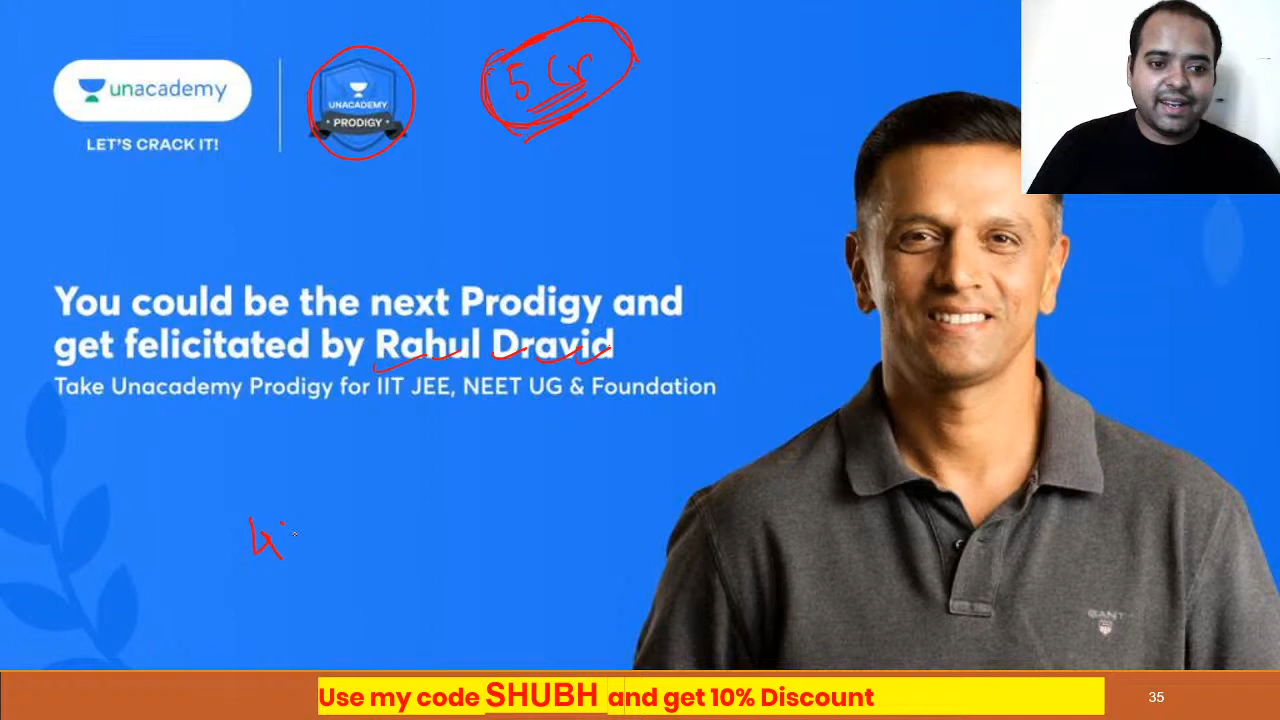 unacademy
LET'S CRACK IT!
UNACADEMY
PRODIGY
5 Cr
You could be the next Prodigy and
get felicitated by Rahul Dravid
Take Unacademy Prodigy for IIT JEE, NEET UG & Foundation
GANT
Use my code SHUBH and get 10% Discount
35